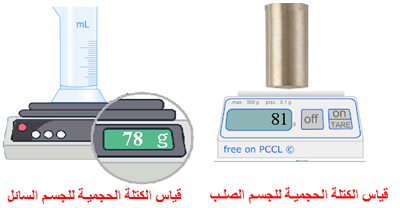 mL
78 g
max : 500 g préc. : 0,1 g
81 g
off
on
TARE
free on PCCL ©
قياس الكتلة الحجمية للجسم الصلب
قياس الكتلة الحجمية للجسم السائل